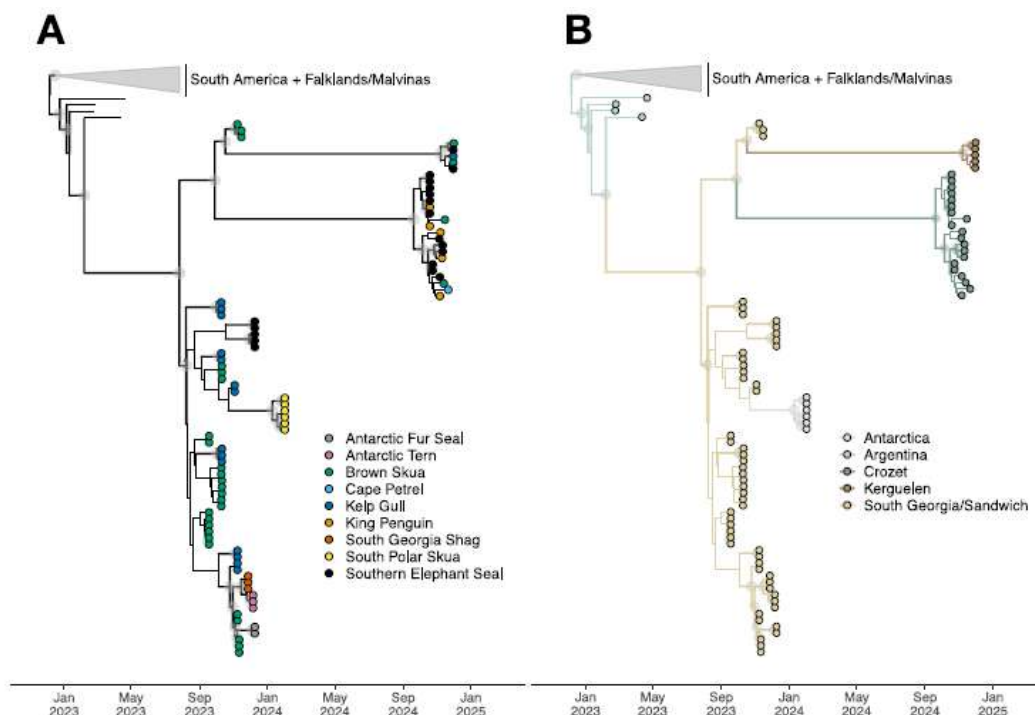 A
South America + Falklands/Malvinas
Antarctic Fur Seal
Antarctic Tern
Brown Skua
Cape Petrel
Kelp Gull
King Penguin
South Georgia Shag
South Polar Skua
Southern Elephant Seal
Jan 2023
May 2023
Sep 2023
Jan 2024
May 2024
Sep 2024
Jan 2025
B
South America + Falklands/Malvinas
Antarctica
Argentina
Crozet
Kerguelen
South Georgia/Sandwich
Jan 2023
May 2023
Sep 2023
Jan 2024
May 2024
Sep 2024
Jan 2025